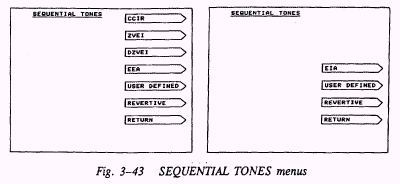 SEQUENTIAL TONES
CCIR
ZVEI
DZVEI
EEA
USER DEFINED
REVERTIVE
RETURN
SEQUENTIAL TONES
EIA
USER DEFINED
REVERTIVE
RETURN
Fig. 3–43 SEQUENTIAL TONES menus